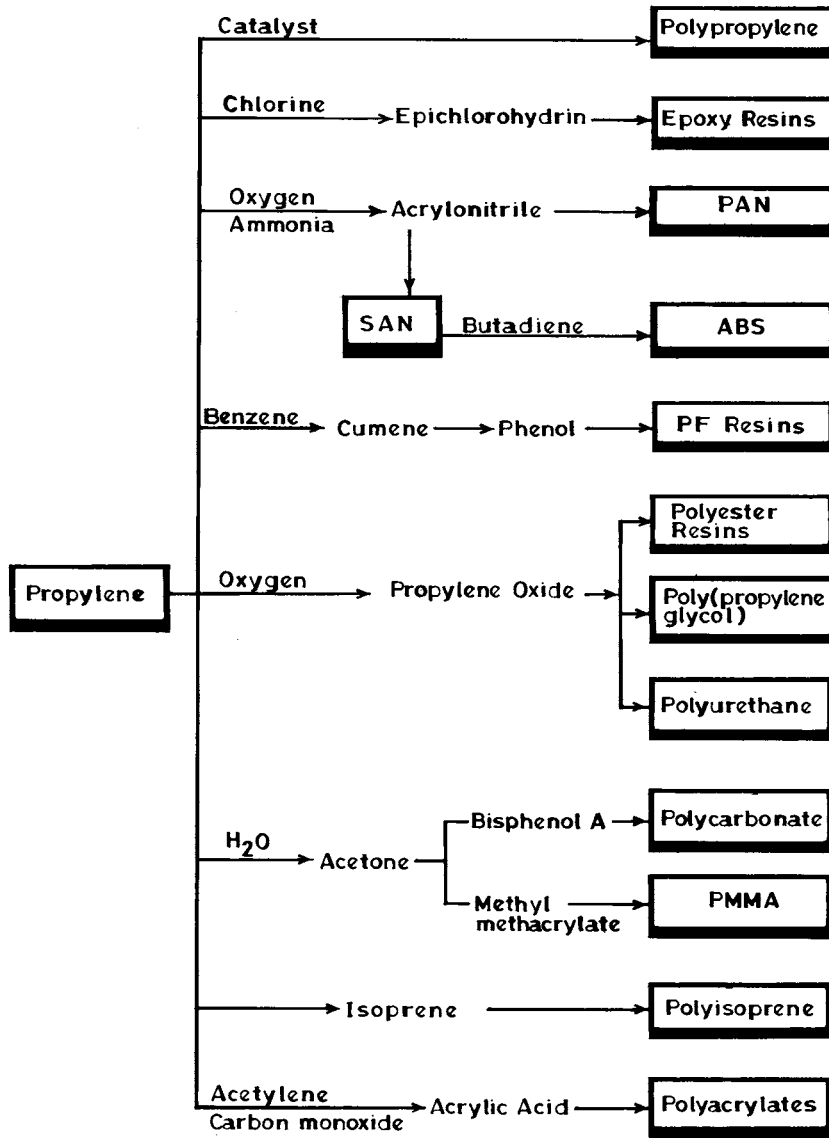 Catalyst
Polypropylene
Chlorine
Epichlorohydrin
Epoxy Resins
Oxygen
Ammonia
Acrylonitrile
PAN
SAN
Butadiene
ABS
Benzene
Cumene
Phenol
PF Resins
Propylene
Oxygen
Propylene Oxide
Polyester
Resins
Poly(propylene
glycol)
Polyurethane
H₂O
Acetone
Bisphenol A
Polycarbonate
Methyl
methacrylate
PMMA
Isoprene
Polyisoprene
Acetylene
Carbon monoxide
Acrylic Acid
Polyacrylates